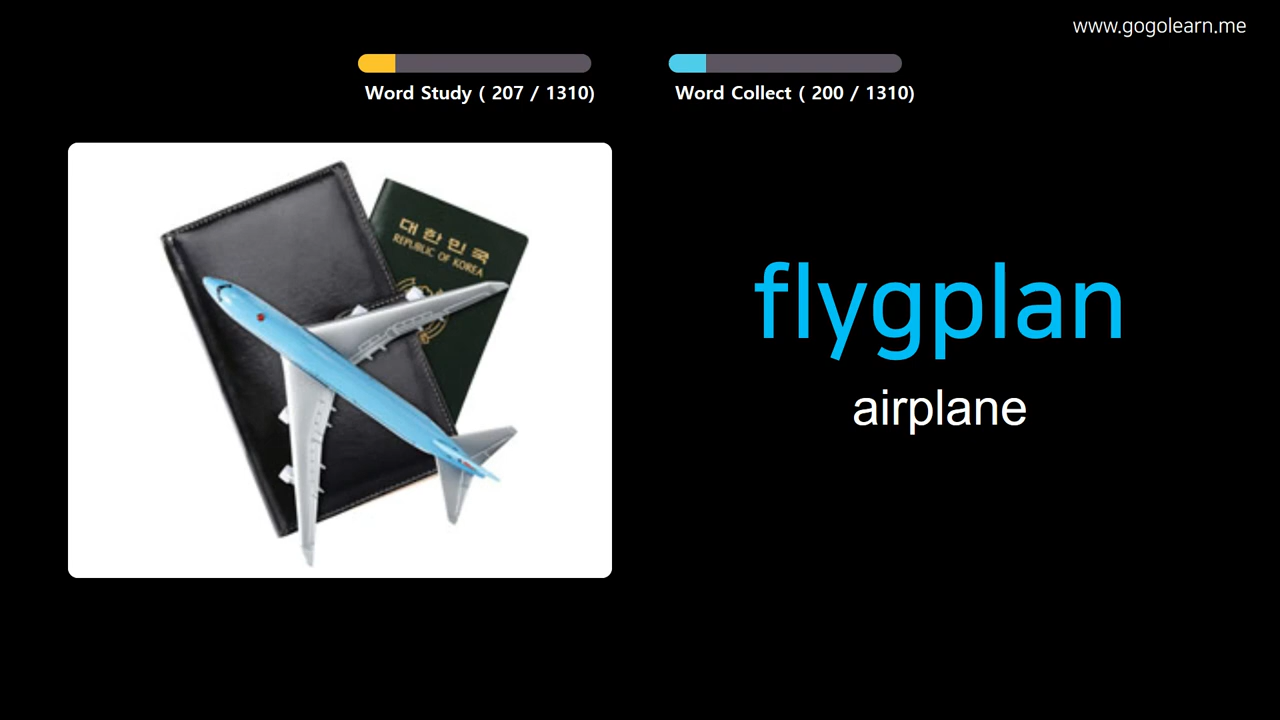 www.gogolearn.me
Word Study ( 207 / 1310)
Word Collect ( 200 / 1310)
대한민국
REPUBLIC OF KOREA
flygplan
airplane